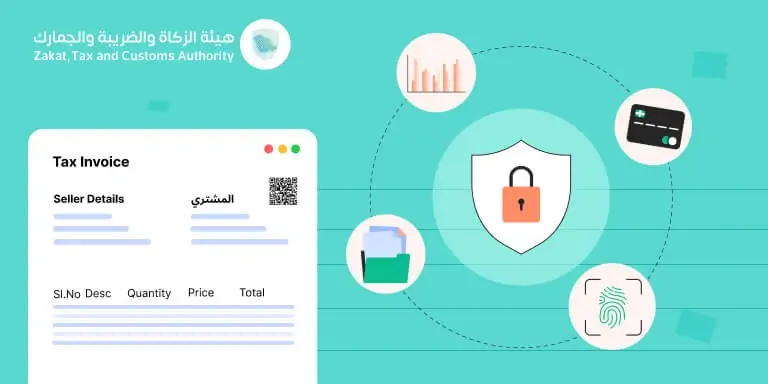 هيئة الزكاة والضريبة والجمارك
Zakat,Tax and Customs Authority
Tax Invoice
Seller Details المشتري
Sl.No Desc Quantity Price Total